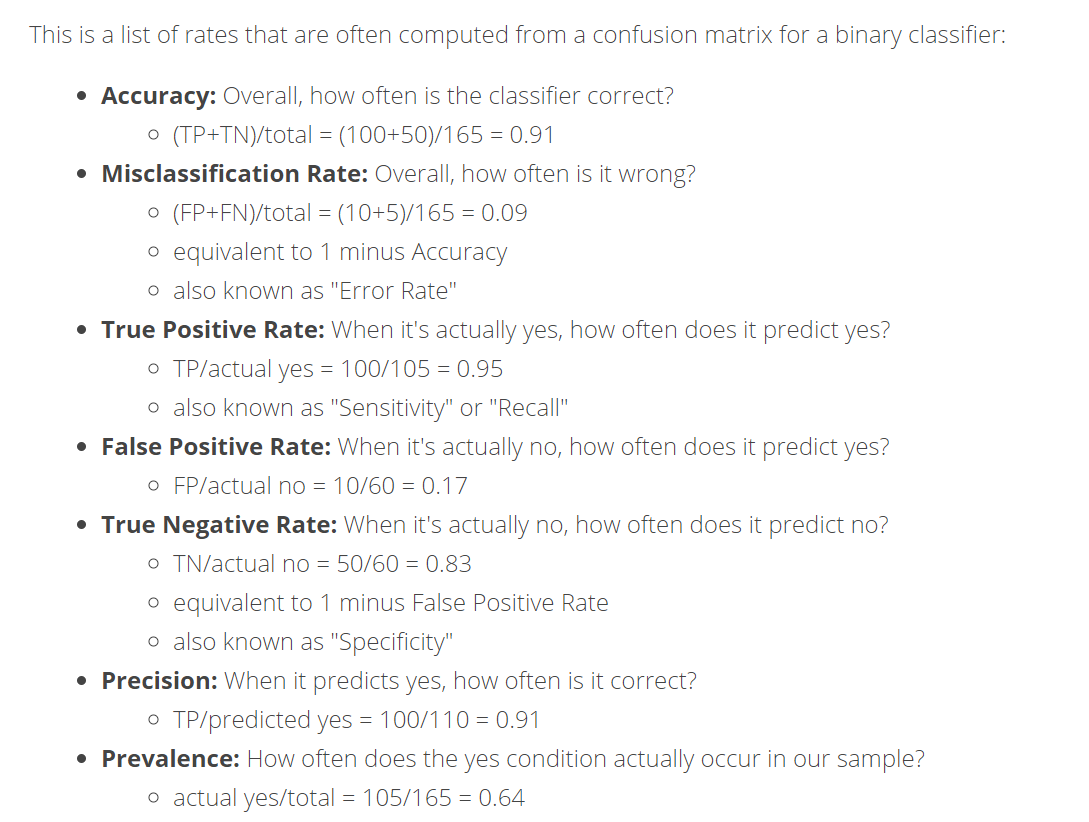 This is a list of rates that are often computed from a confusion matrix for a binary classifier:
• Accuracy: Overall, how often is the classifier correct?
◦ (TP+TN)/total = (100+50)/165 = 0.91
• Misclassification Rate: Overall, how often is it wrong?
◦ (FP+FN)/total = (10+5)/165 = 0.09
◦ equivalent to 1 minus Accuracy
◦ also known as "Error Rate"
• True Positive Rate: When it's actually yes, how often does it predict yes?
◦ TP/actual yes = 100/105 = 0.95
◦ also known as "Sensitivity" or "Recall"
• False Positive Rate: When it's actually no, how often does it predict yes?
◦ FP/actual no = 10/60 = 0.17
• True Negative Rate: When it's actually no, how often does it predict no?
◦ TN/actual no = 50/60 = 0.83
◦ equivalent to 1 minus False Positive Rate
◦ also known as "Specificity"
• Precision: When it predicts yes, how often is it correct?
◦ TP/predicted yes = 100/110 = 0.91
• Prevalence: How often does the yes condition actually occur in our sample?
◦ actual yes/total = 105/165 = 0.64